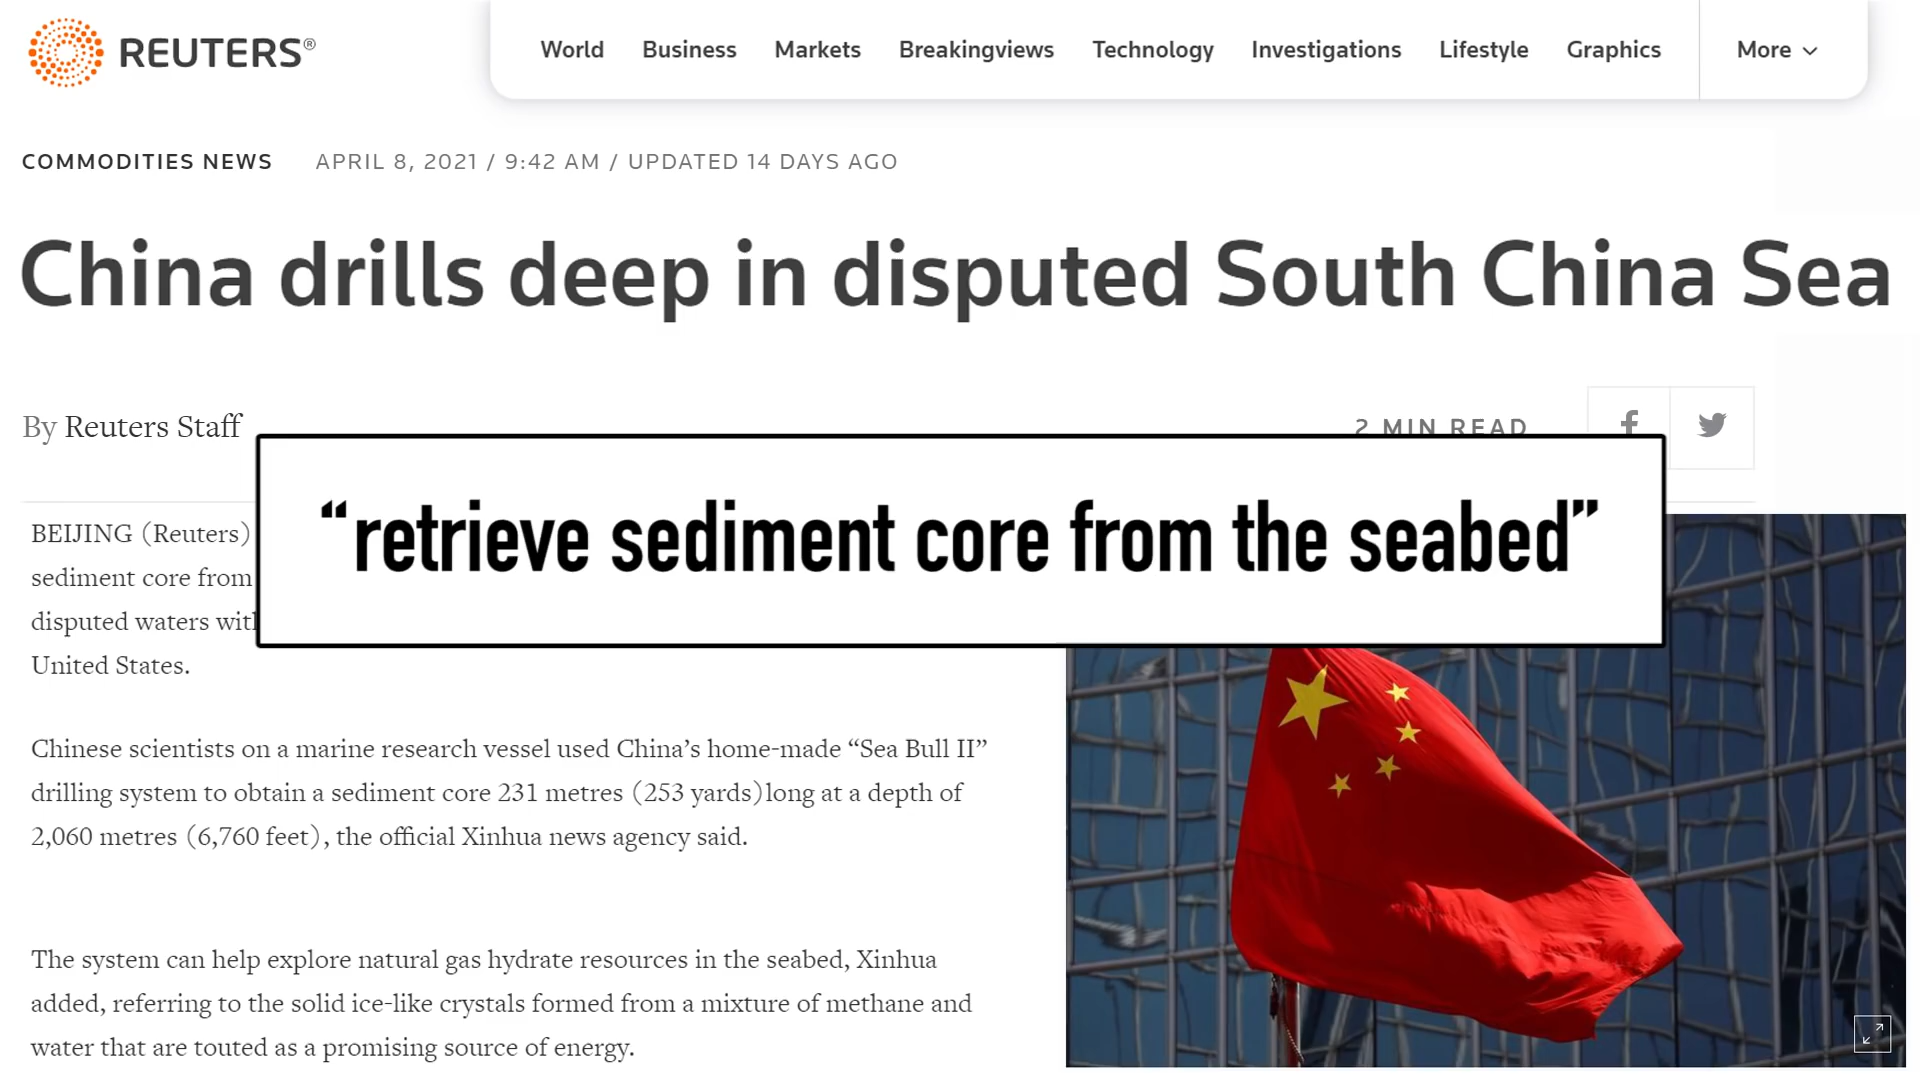 REUTERS®
World Business Markets Breakingviews Technology Investigations Lifestyle Graphics More
COMMODITIES NEWS APRIL 8, 2021 / 9:42 AM / UPDATED 14 DAYS AGO
China drills deep in disputed South China Sea
By Reuters Staff
2 MIN READ
“retrieve sediment core from the seabed”
BEIJING (Reuters)
sediment core from
disputed waters with
United States.
Chinese scientists on a marine research vessel used China’s home-made “Sea Bull II”
drilling system to obtain a sediment core 231 metres (253 yards)long at a depth of
2,060 metres (6,760 feet), the official Xinhua news agency said.
The system can help explore natural gas hydrate resources in the seabed, Xinhua
added, referring to the solid ice-like crystals formed from a mixture of methane and
water that are touted as a promising source of energy.